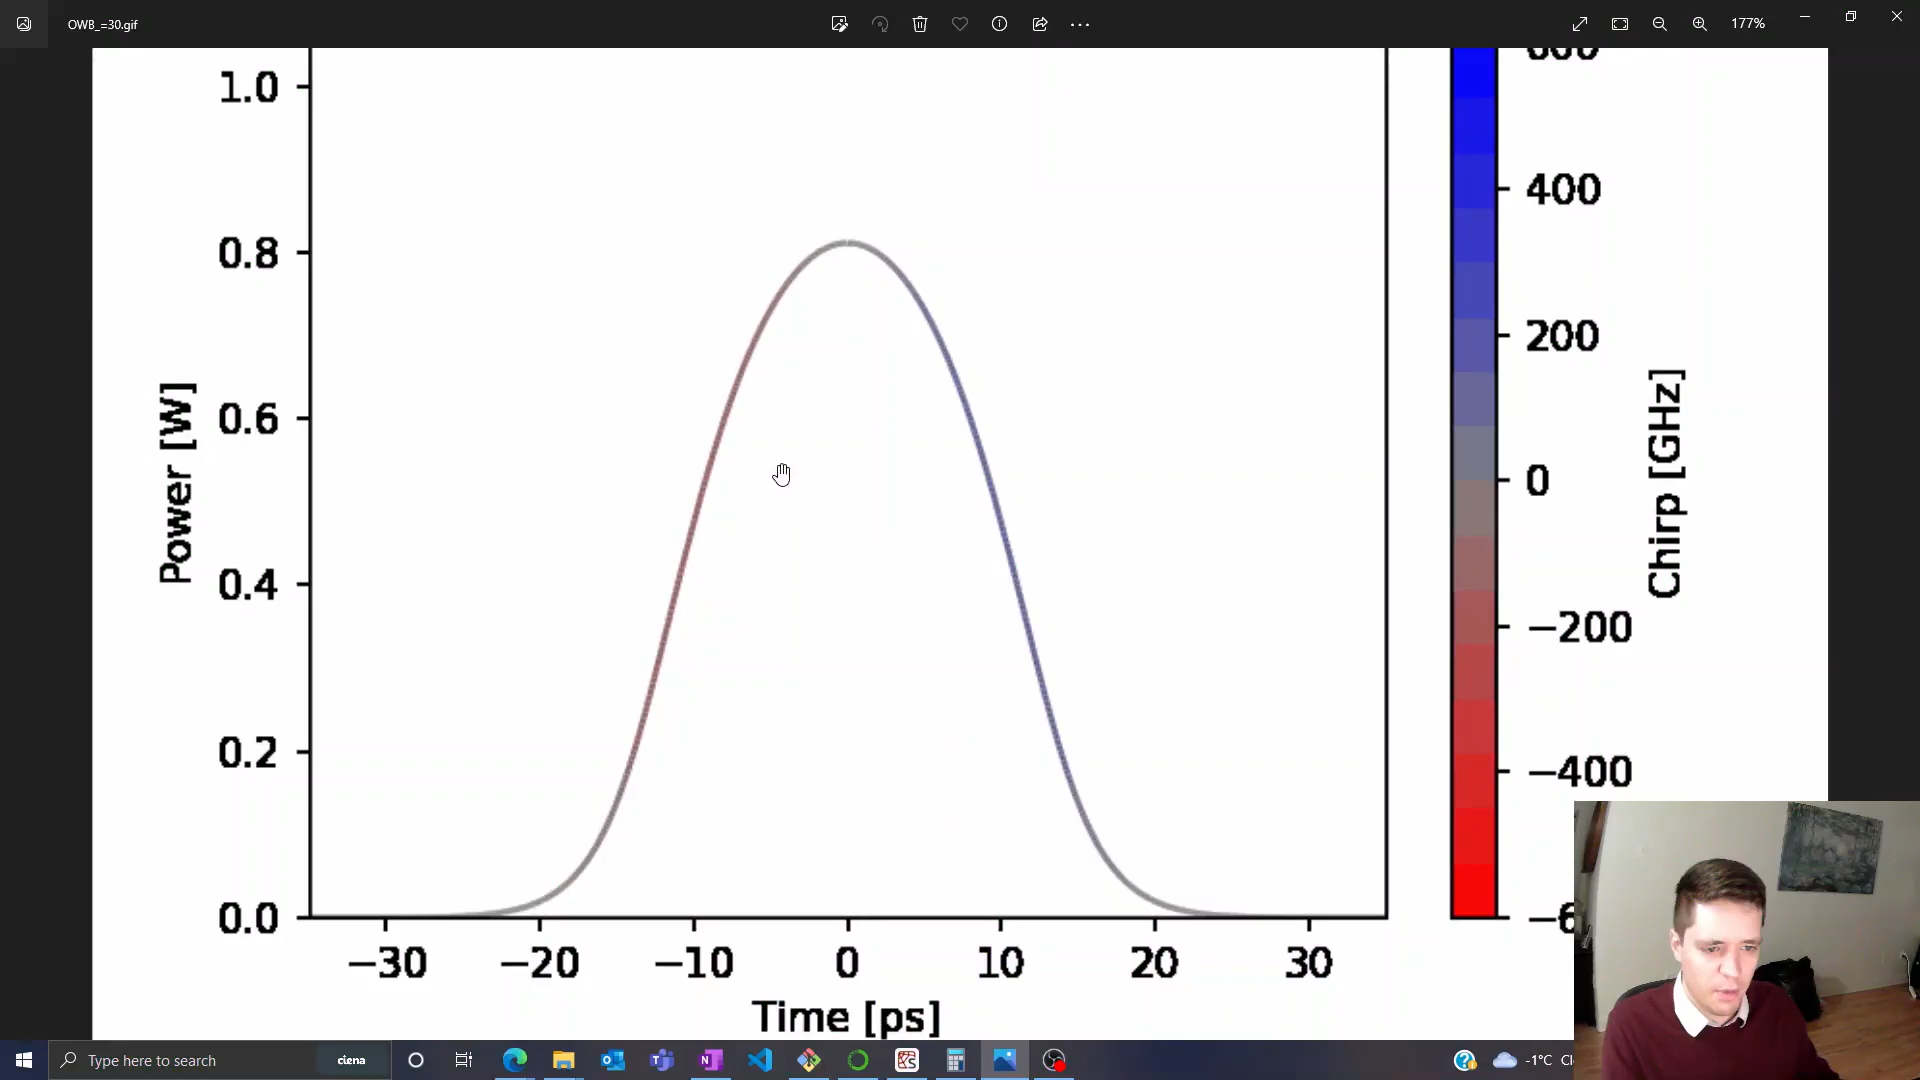 OWB_=30.gif
177%
600
1.0
400
0.8
200
0.6
0
Power [W]
Chirp [GHz]
0.4
−200
0.2
−400
0.0
−30
−20
−10
0
10
20
30
Time [ps]
Type here to search
ciena
-1°C